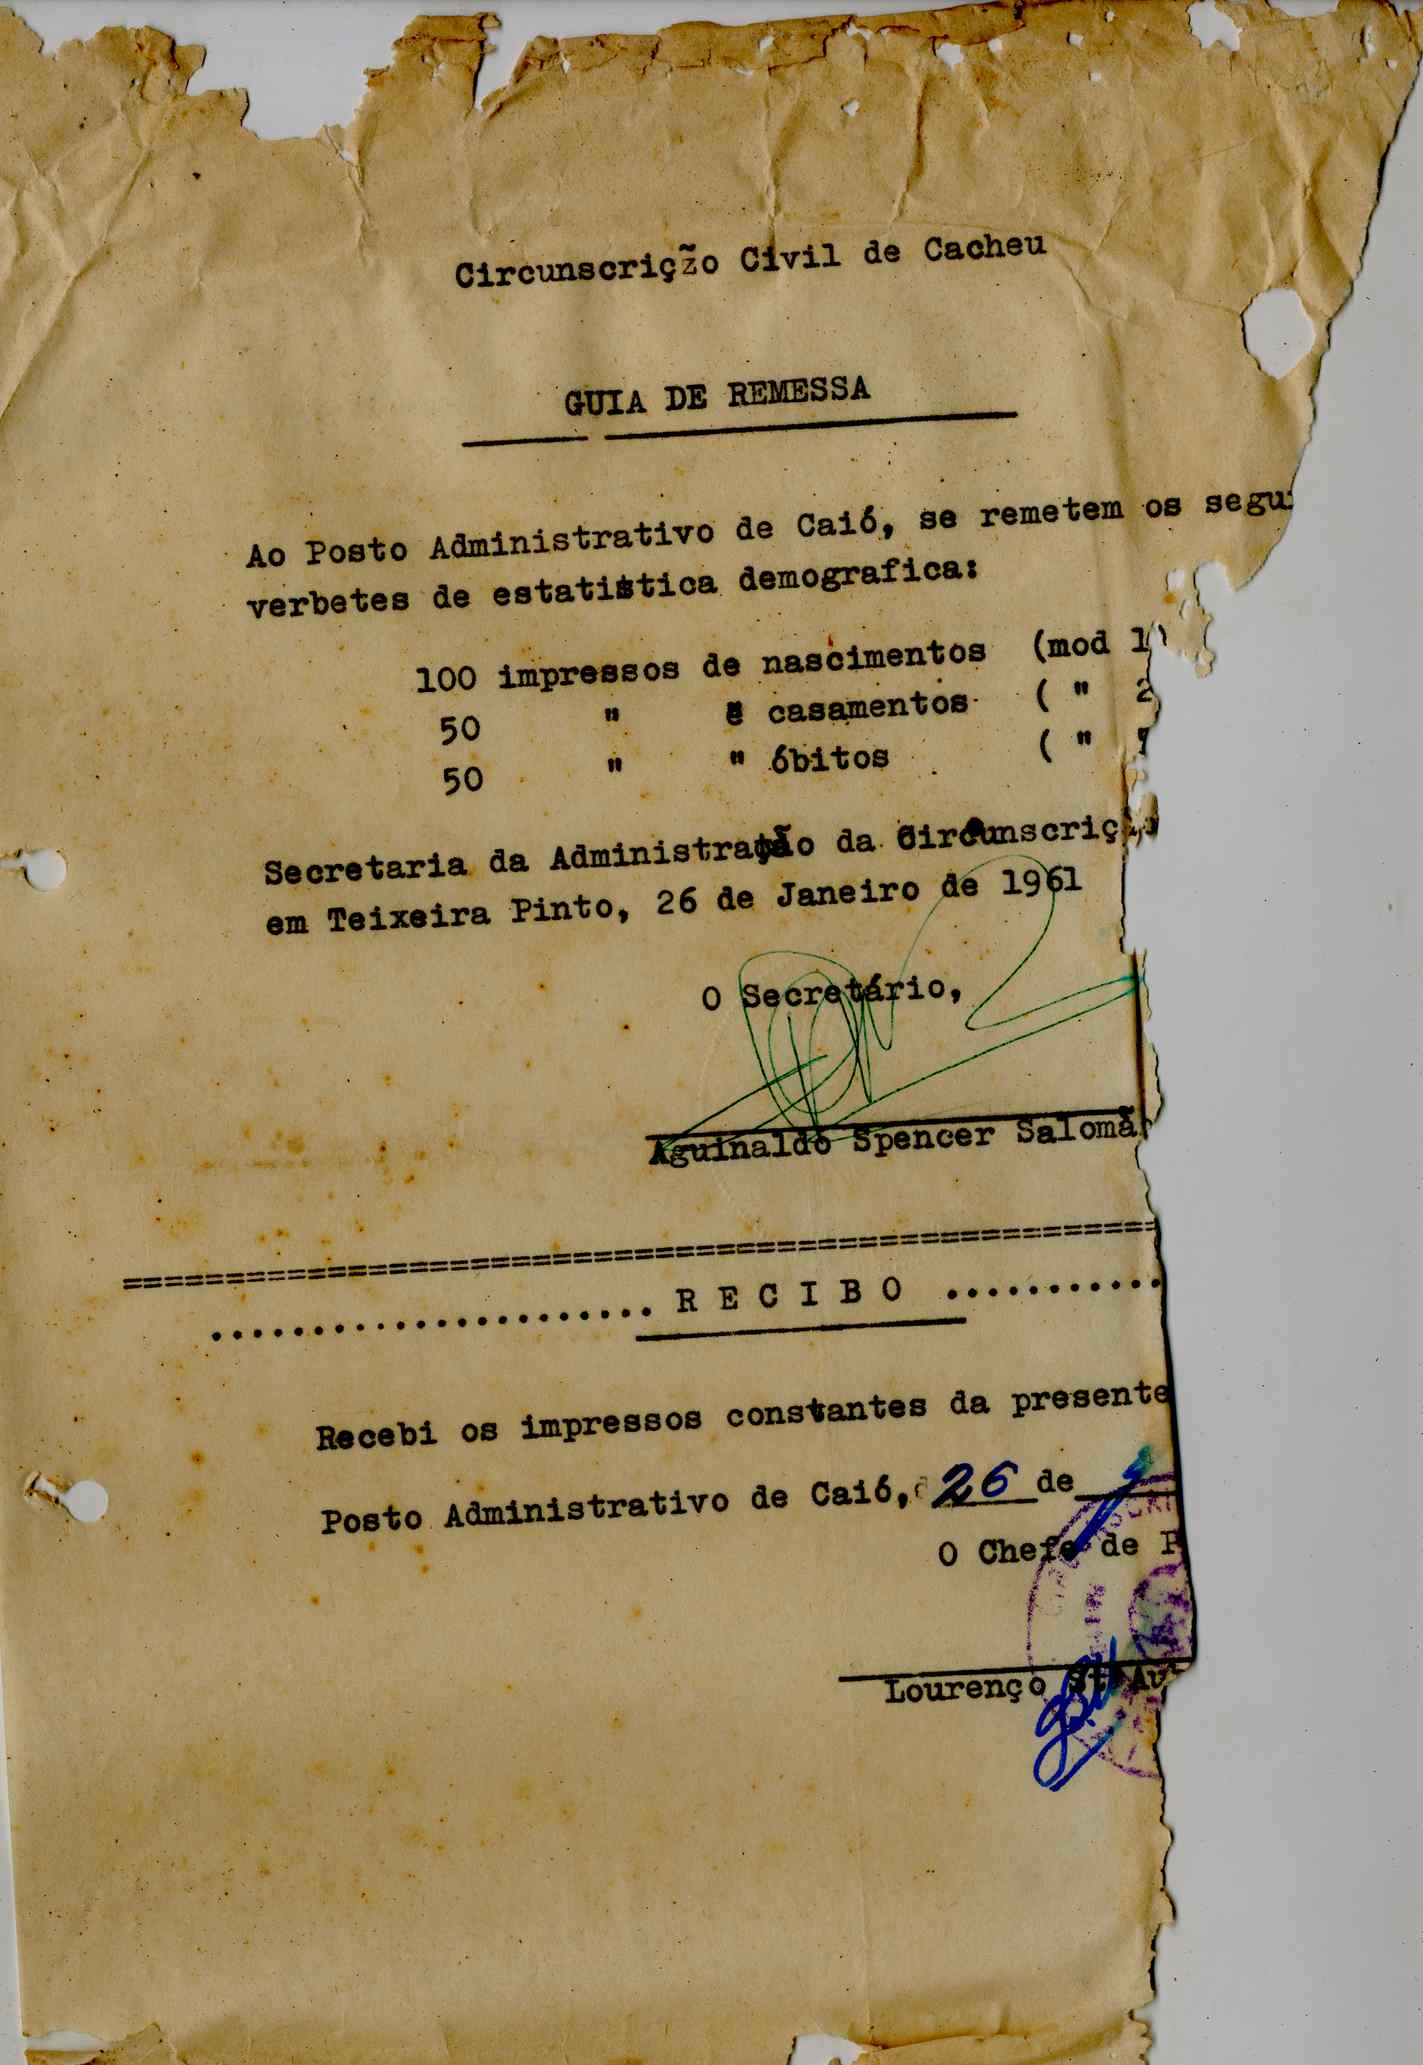 Circunscrição Civil de Cacheu
GUIA DE REMESSA
Ao Posto Administrativo de Caió, se remetem os segui
verbetes de estatistica demografica:
100 impressos de nascimentos (mod 1)
50 " e casamentos ( " 2
50 " " óbitos ( "
Secretaria da Administração da Circunscriç
em Teixeira Pinto, 26 de Janeiro de 1961
O Secretário,
Aguinaldo Spencer Salomã
RECIBO
Recebi os impressos constantes da presente
Posto Administrativo de Caió, 26 de
O Chefe de P
Lourenço